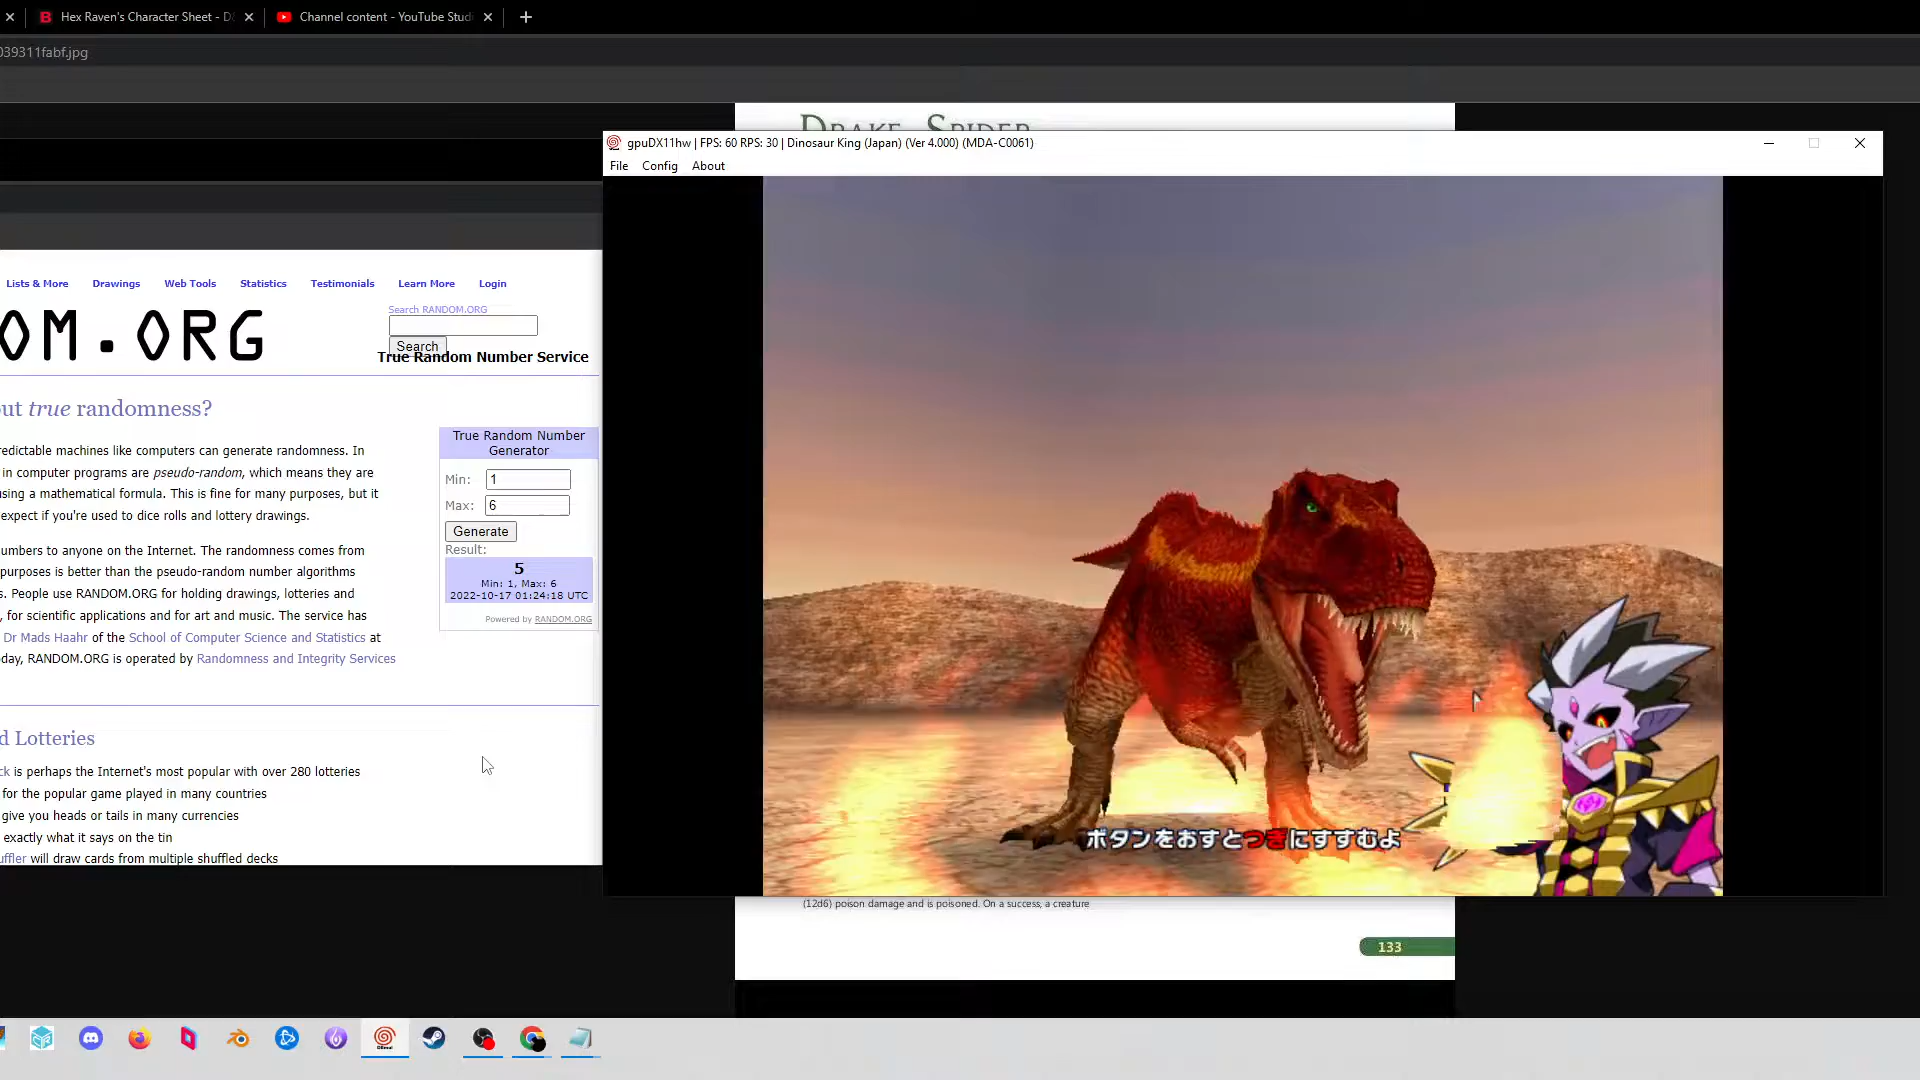 Hex Raven's Character Sheet - D
Channel content - YouTube Studi
039311fabf.jpg
DRAKE SPIDER
gpuDX11hw | FPS: 60 RPS: 30 | Dinosaur King (Japan) (Ver 4.000) (MDA-C0061)
File Config About
Lists & More Drawings Web Tools Statistics Testimonials Learn More Login
Search RANDOM.ORG
OM.ORG
Search
True Random Number Service
ut true randomness?
True Random Number
Generator
redictable machines like computers can generate randomness. In
in computer programs are pseudo-random, which means they are
using a mathematical formula. This is fine for many purposes, but it
expect if you're used to dice rolls and lottery drawings.
Min: 1
Max: 6
Generate
Result:
5
Min: 1, Max: 6
2022-10-17 01:24:18 UTC
Powered by RANDOM.ORG
umbers to anyone on the Internet. The randomness comes from
purposes is better than the pseudo-random number algorithms
s. People use RANDOM.ORG for holding drawings, lotteries and
, for scientific applications and for art and music. The service has
Dr Mads Haahr of the School of Computer Science and Statistics at
day, RANDOM.ORG is operated by Randomness and Integrity Services
d Lotteries
ck is perhaps the Internet's most popular with over 280 lotteries
for the popular game played in many countries
give you heads or tails in many currencies
exactly what it says on the tin
uffler will draw cards from multiple shuffled decks
ボタンをおすとつぎにすすむよ
(12d6) poison damage and is poisoned. On a success, a creature
133